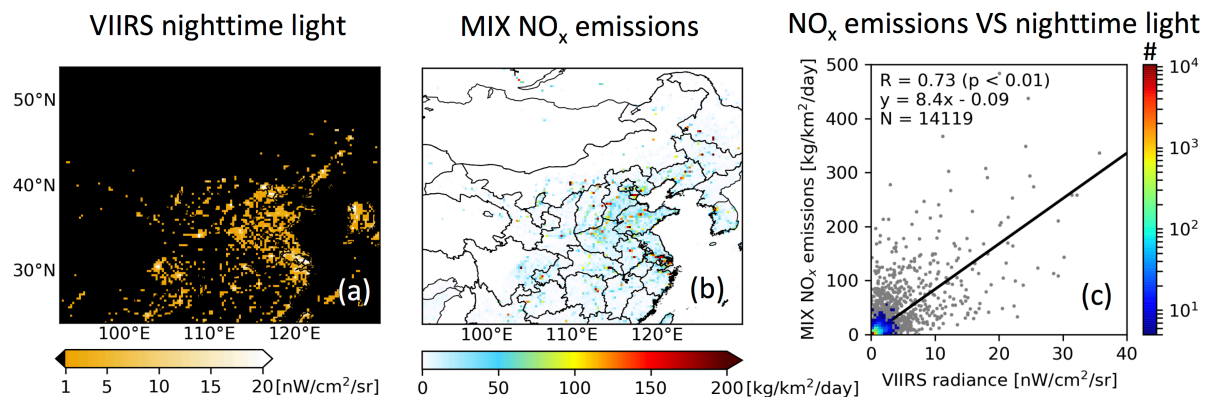 VIIRS nighttime light
50°N
40°N
30°N
100°E 110°E 120°E
(a)
1 5 10 15 20 [nW/cm²/sr]
MIX NOₓ emissions
100°E 110°E 120°E
(b)
0 50 100 150 200 [kg/km²/day]
NOₓ emissions VS nighttime light
#
R = 0.73 (p < 0.01)
y = 8.4x - 0.09
N = 14119
MIX NOₓ emissions [kg/km²/day]
500
400
300
200
100
0
0 10 20 30 40
VIIRS radiance [nW/cm²/sr]
(c)
10⁴
10³
10²
10¹